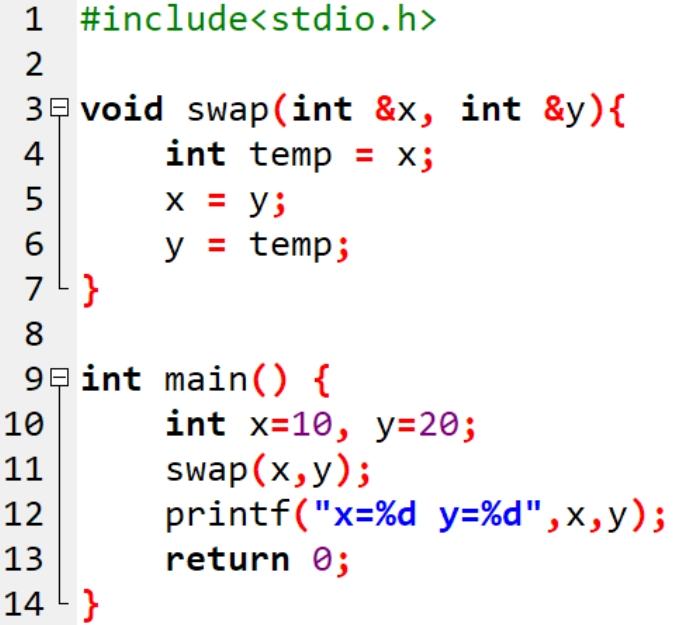 1 #include<stdio.h>
2
3 void swap(int &x, int &y){
4     int temp = x;
5     x = y;
6     y = temp;
7 }
8
9 int main() {
10     int x=10, y=20;
11     swap(x,y);
12     printf("x=%d y=%d",x,y);
13     return 0;
14 }